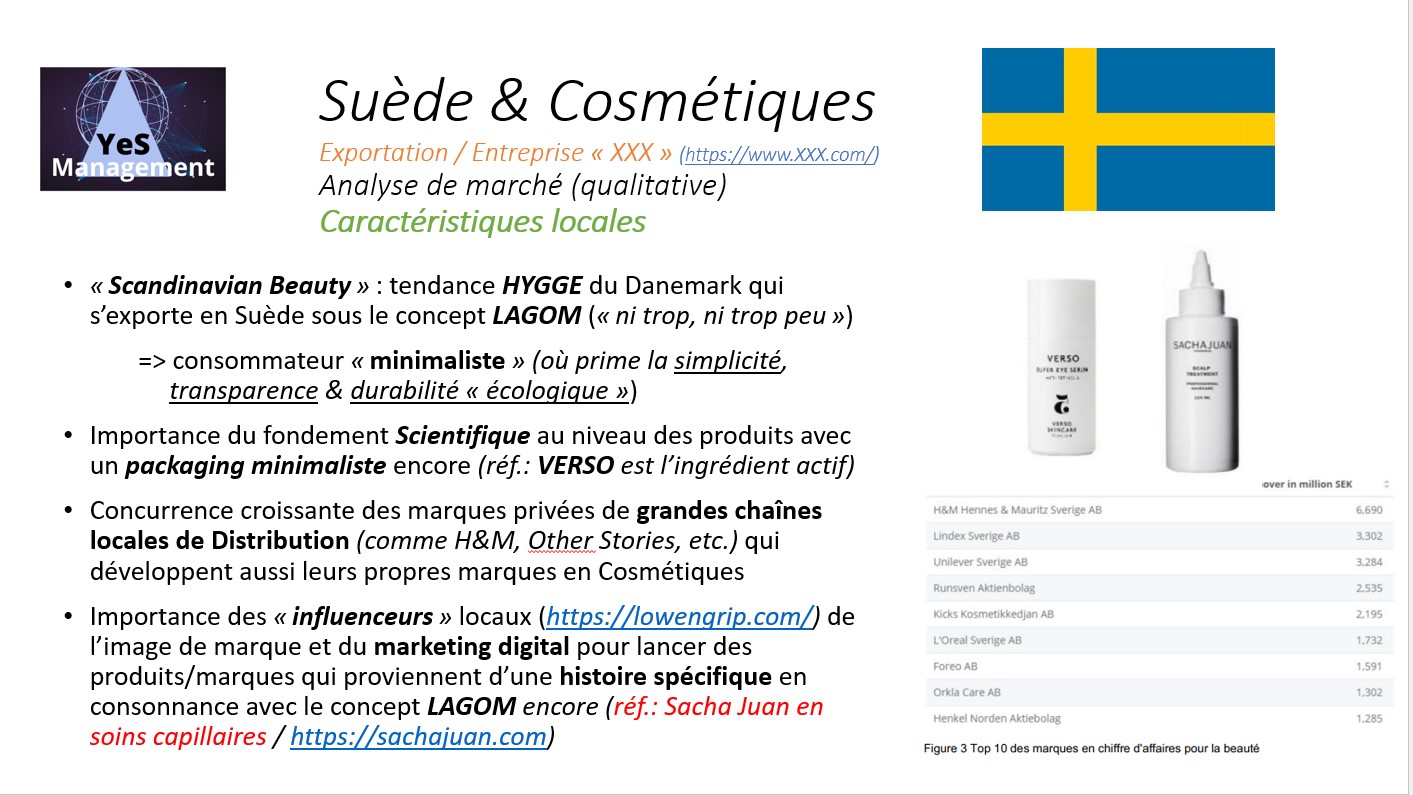 YeS
Management
Suède & Cosmétiques
Exportation / Entreprise « XXX » (https://www.XXX.com/)
Analyse de marché (qualitative)
Caractéristiques locales
• « Scandinavian Beauty » : tendance HYGGE du Danemark qui
s’exporte en Suède sous le concept LAGOM (« ni trop, ni trop peu »)
=> consommateur « minimaliste » (où prime la simplicité,
transparence & durabilité « écologique »)
• Importance du fondement Scientifique au niveau des produits avec
un packaging minimaliste encore (réf.: VERSO est l’ingrédient actif)
• Concurrence croissante des marques privées de grandes chaînes
locales de Distribution (comme H&M, Other Stories, etc.) qui
développent aussi leurs propres marques en Cosmétiques
• Importance des « influenceurs » locaux (https://lowengrip.com/) de
l’image de marque et du marketing digital pour lancer des
produits/marques qui proviennent d’une histoire spécifique en
consonnance avec le concept LAGOM encore (réf.: Sacha Juan en
soins capillaires / https://sachajuan.com)
VERSO
SUPER EYE SERUM
VERSO
SKINCARE
SACHAJUAN
SCALP
TREATMENT
PROFESSIONAL
HAIRCARE
over in million SEK
H&M Hennes & Mauritz Sverige AB 6,690
Lindex Sverige AB 3,302
Unilever Sverige AB 3,284
Runsven Aktienbolag 2,535
Kicks Kosmetikkedjan AB 2,195
L'Oreal Sverige AB 1,732
Foreo AB 1,591
Orkla Care AB 1,302
Henkel Norden Aktiebolag 1,285
Figure 3 Top 10 des marques en chiffre d'affaires pour la beauté